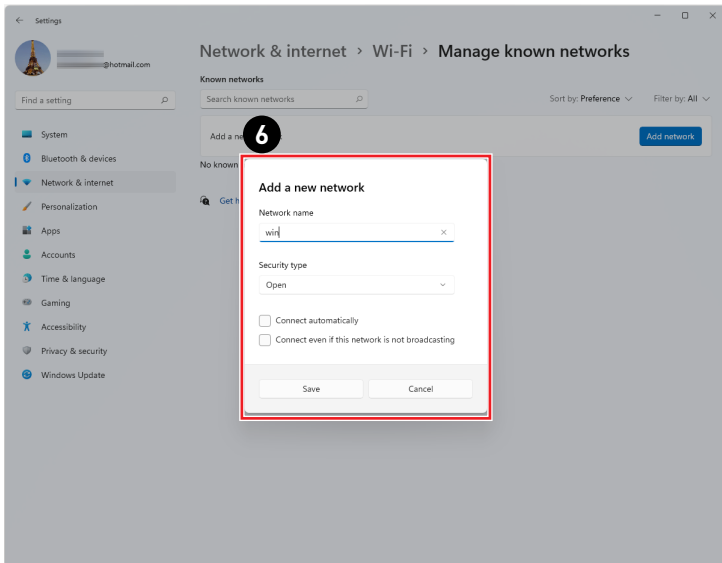 Settings
@hotmail.com
Find a setting
System
Bluetooth & devices
Network & internet
Personalization
Apps
Accounts
Time & language
Gaming
Accessibility
Privacy & security
Windows Update
Network & internet > Wi-Fi > Manage known networks
Known networks
Search known networks
Sort by: Preference
Filter by: All
Add a ne
6
Add network
No known
Get h
Add a new network
Network name
win
Security type
Open
Connect automatically
Connect even if this network is not broadcasting
Save
Cancel